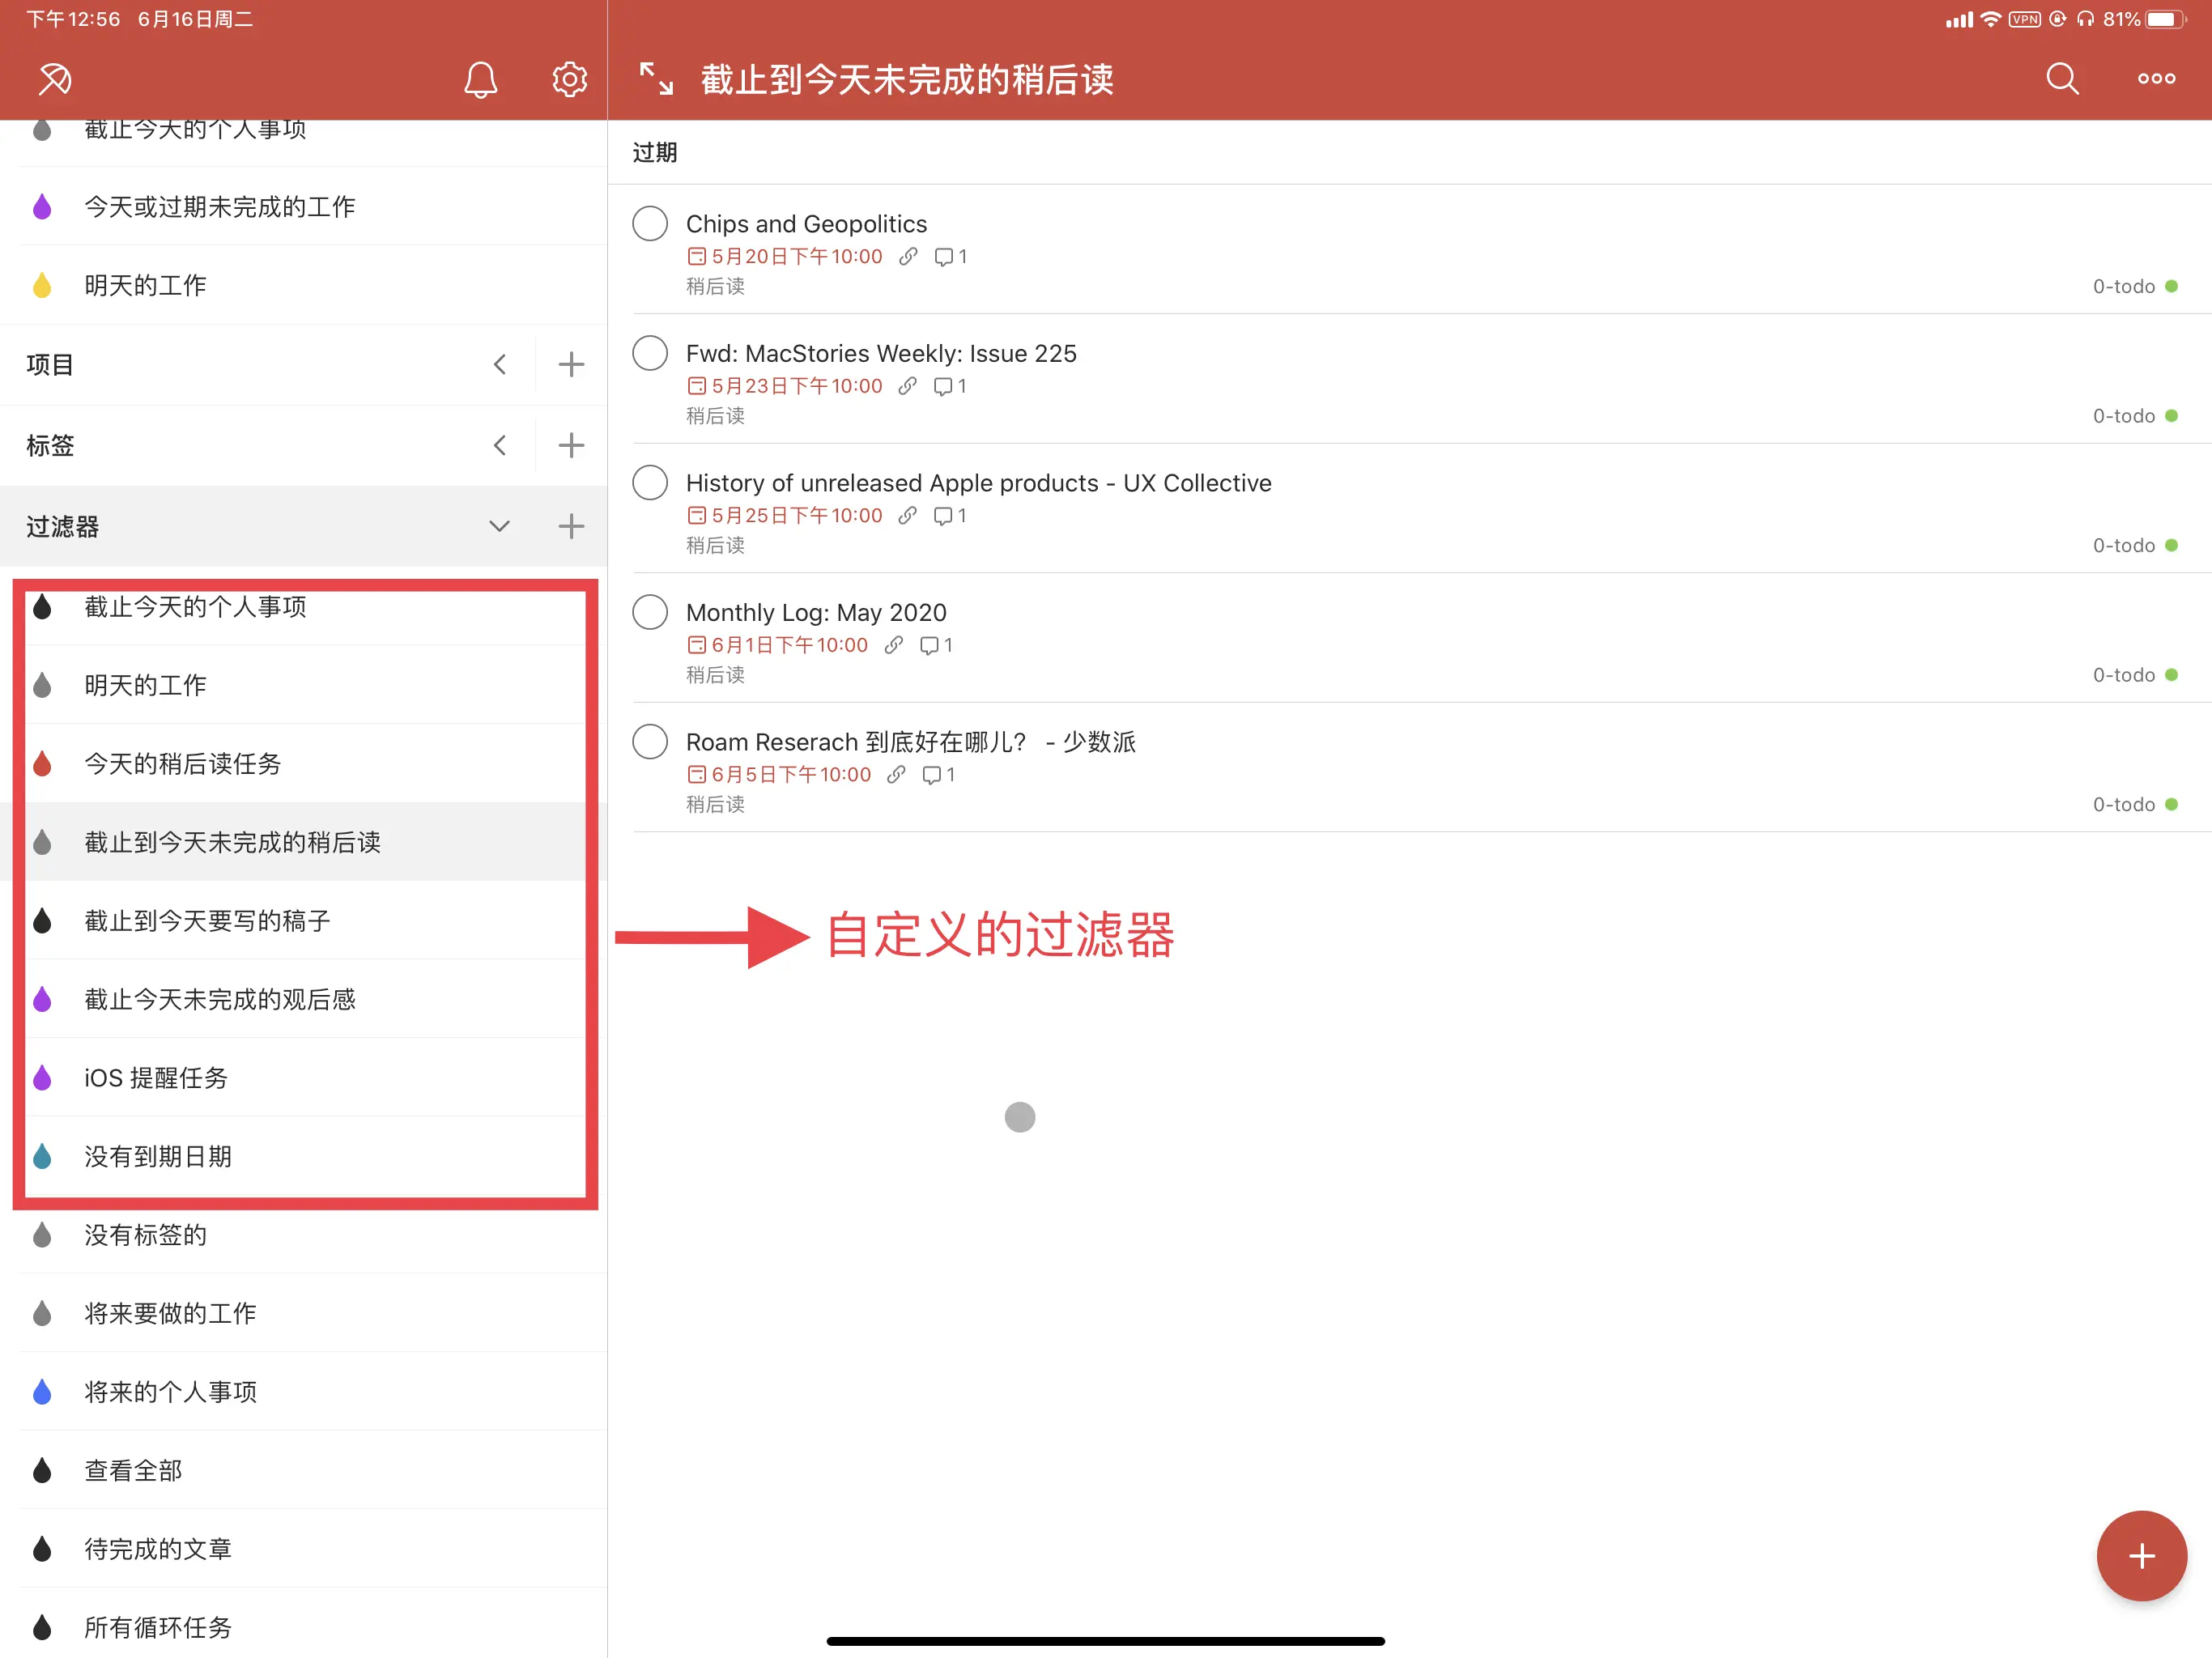 下午12:56 6月16日周二
VPN 81%
截止到今天未完成的稍后读
截止今天的个人事项
今天或过期未完成的工作
明天的工作
项目
标签
过滤器
截止今天的个人事项
明天的工作
今天的稍后读任务
截止到今天未完成的稍后读
截止到今天要写的稿子
截止今天未完成的观后感
iOS 提醒任务
没有到期日期
没有标签的
将来要做的工作
将来的个人事项
查看全部
待完成的文章
所有循环任务
过期
Chips and Geopolitics
5月20日下午10:00 1
稍后读 0-todo
Fwd: MacStories Weekly: Issue 225
5月23日下午10:00 1
稍后读 0-todo
History of unreleased Apple products - UX Collective
5月25日下午10:00 1
稍后读 0-todo
Monthly Log: May 2020
6月1日下午10:00 1
稍后读 0-todo
Roam Reserach 到底好在哪儿？ - 少数派
6月5日下午10:00 1
稍后读 0-todo
自定义的过滤器